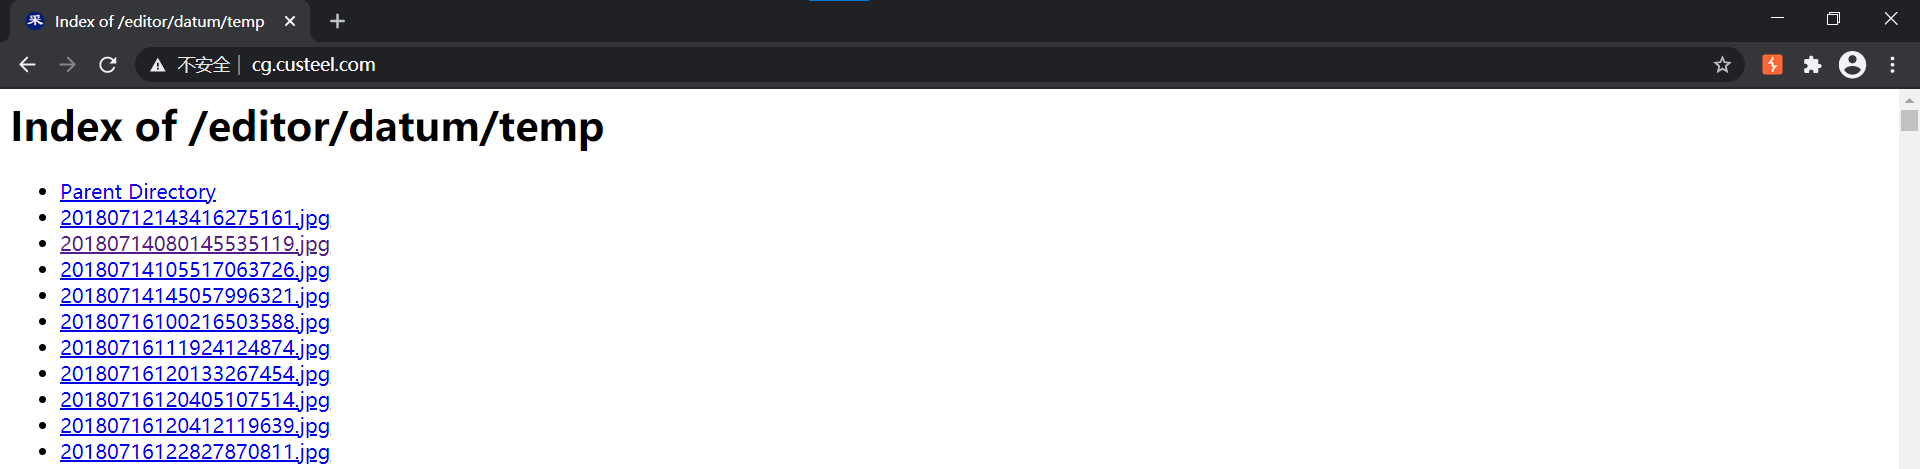 Index of /editor/datum/temp
不安全 cg.custeel.com
Index of /editor/datum/temp
Parent Directory
20180712143416275161.jpg
20180714080145535119.jpg
20180714105517063726.jpg
20180714145057996321.jpg
20180716100216503588.jpg
20180716111924124874.jpg
20180716120133267454.jpg
20180716120405107514.jpg
20180716120412119639.jpg
20180716122827870811.jpg